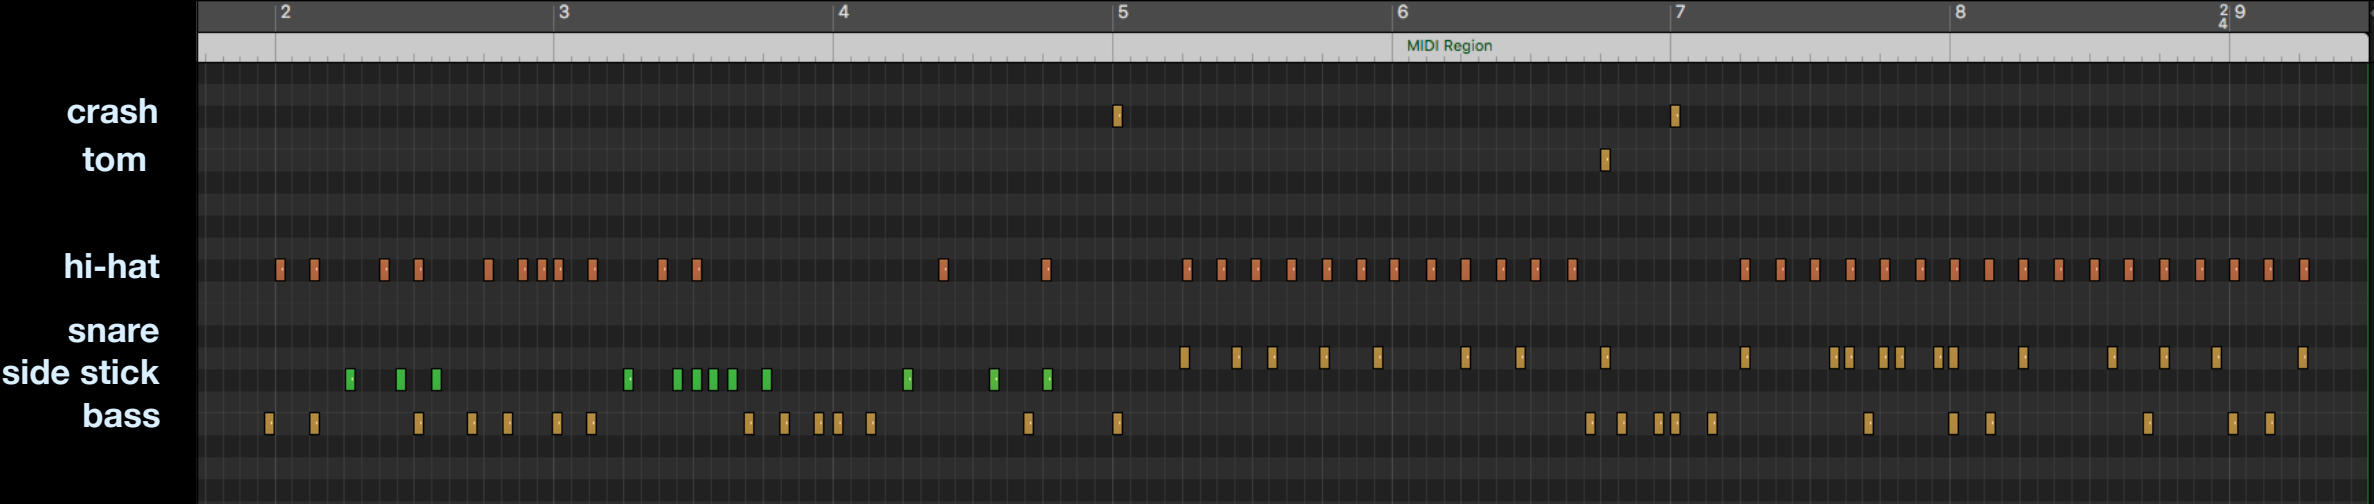 2 3 4 5 6 7 8 2/4 9
MIDI Region
crash
tom
hi-hat
snare
side stick
bass